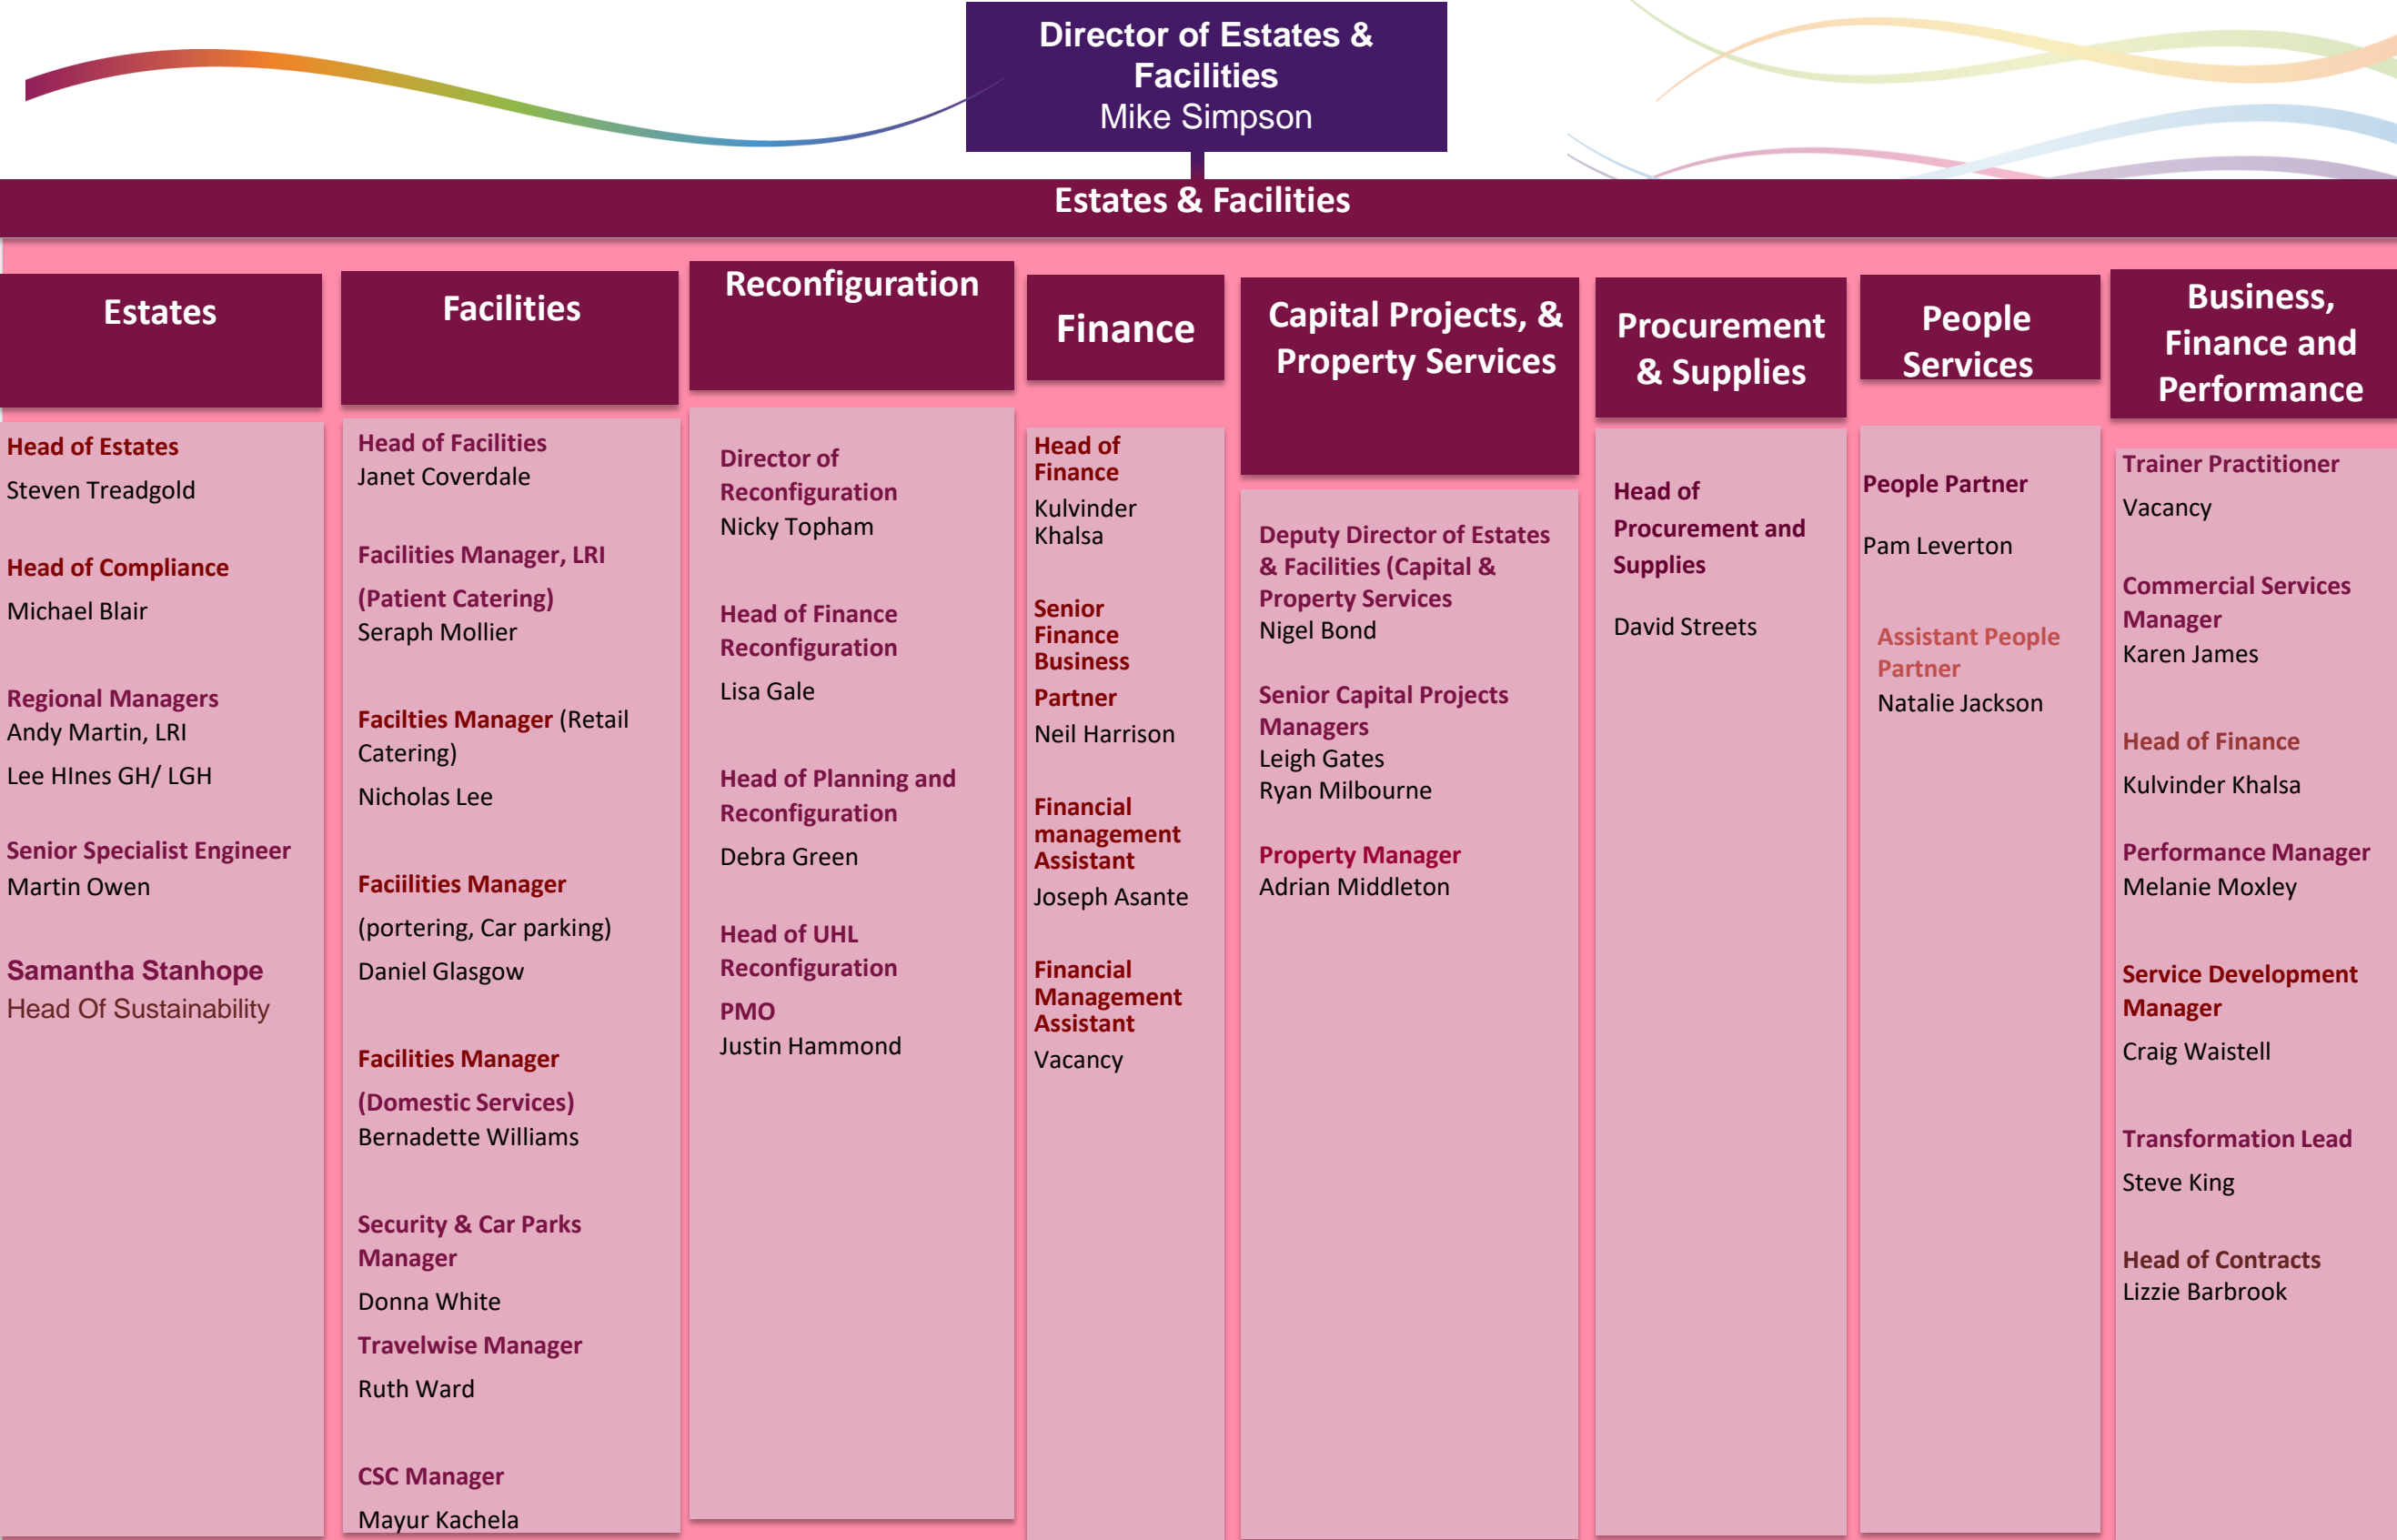 Director of Estates &
Facilities
Mike Simpson
Estates & Facilities
Estates
Head of Estates
Steven Treadgold
Head of Compliance
Michael Blair
Regional Managers
Andy Martin, LRI
Lee HInes GH/ LGH
Senior Specialist Engineer
Martin Owen
Samantha Stanhope
Head Of Sustainability
Facilities
Head of Facilities
Janet Coverdale
Facilities Manager, LRI
(Patient Catering)
Seraph Mollier
Facilties Manager (Retail
Catering)
Nicholas Lee
Faciilities Manager
(portering, Car parking)
Daniel Glasgow
Facilities Manager
(Domestic Services)
Bernadette Williams
Security & Car Parks
Manager
Donna White
Travelwise Manager
Ruth Ward
CSC Manager
Mayur Kachela
Reconfiguration
Director of
Reconfiguration
Nicky Topham
Head of Finance
Reconfiguration
Lisa Gale
Head of Planning and
Reconfiguration
Debra Green
Head of UHL
Reconfiguration
PMO
Justin Hammond
Finance
Head of
Finance
Kulvinder
Khalsa
Senior
Finance
Business
Partner
Neil Harrison
Financial
management
Assistant
Joseph Asante
Financial
Management
Assistant
Vacancy
Capital Projects, &
Property Services
Deputy Director of Estates
& Facilities (Capital &
Property Services
Nigel Bond
Senior Capital Projects
Managers
Leigh Gates
Ryan Milbourne
Property Manager
Adrian Middleton
Procurement
& Supplies
Head of
Procurement and
Supplies
David Streets
People
Services
People Partner
Pam Leverton
Assistant People
Partner
Natalie Jackson
Business,
Finance and
Performance
Trainer Practitioner
Vacancy
Commercial Services
Manager
Karen James
Head of Finance
Kulvinder Khalsa
Performance Manager
Melanie Moxley
Service Development
Manager
Craig Waistell
Transformation Lead
Steve King
Head of Contracts
Lizzie Barbrook